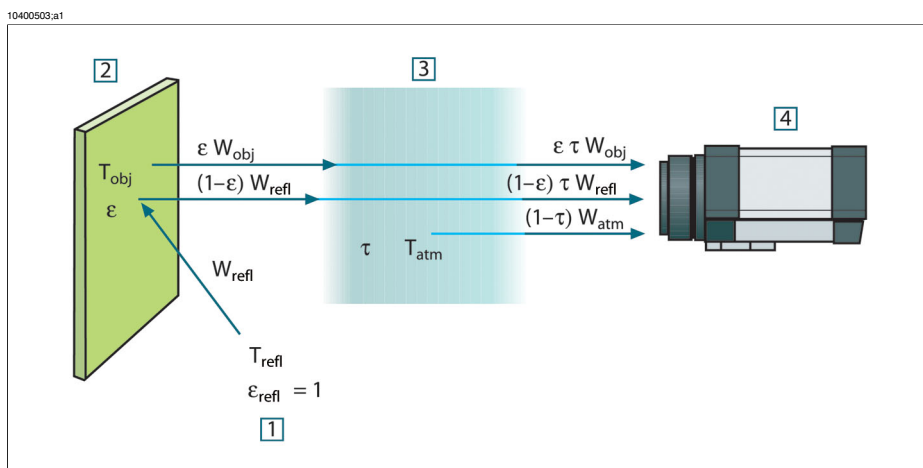 10400503;a1
2
3
4
ε W_obj
ε τ W_obj
T_obj
(1–ε) W_refl
(1–ε) τ W_refl
ε
(1–τ) W_atm
τ
T_atm
W_refl
T_refl
ε_refl = 1
1